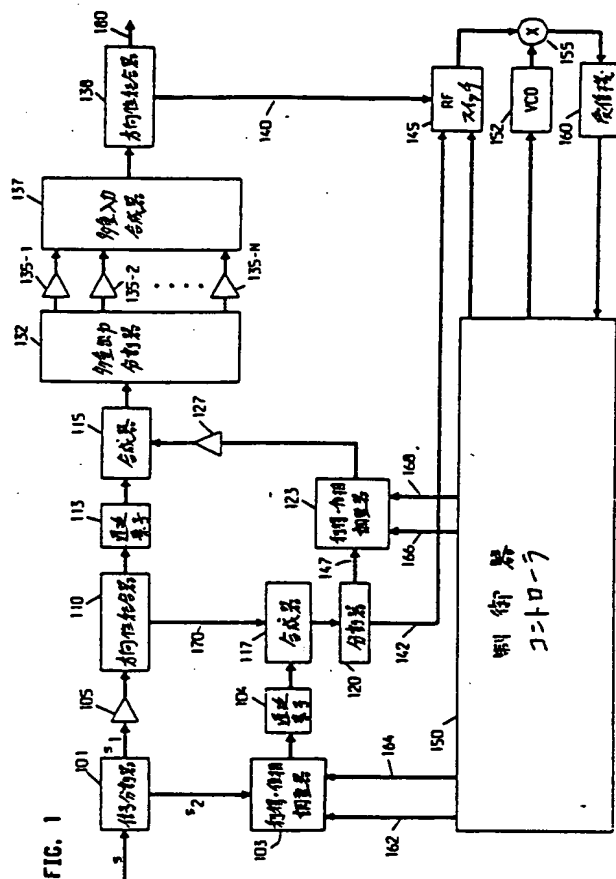 FIG. 1
s
101
信号分割器
s1
105
110
方向性結合器
113
遅延
素子
115
合成器
132
多重出力
分割器
135-1
135-2
135-N
137
多重入力
合成器
138
方向性結合器
180
s2
170
140
127
103
利得・位相
調整器
104
遅延
素子
117
合成器
120
分割器
147
123
利得・位相
調整器
142
145
RF
スイッチ
152
VCO
X
155
160
受信機
162
164
166
168
150
制御器
コントローラ